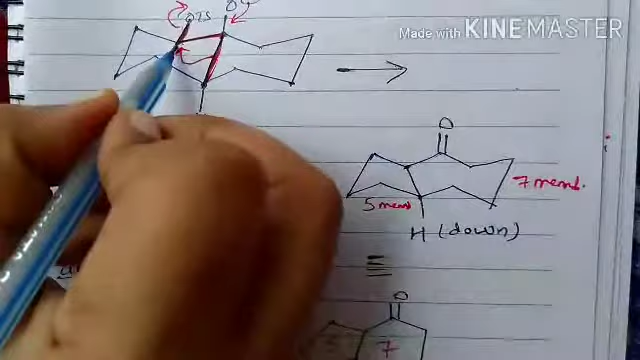 Made with KINEMASTER
OTS
O
7 memb.
5 memb
H (down)
≡
O
7